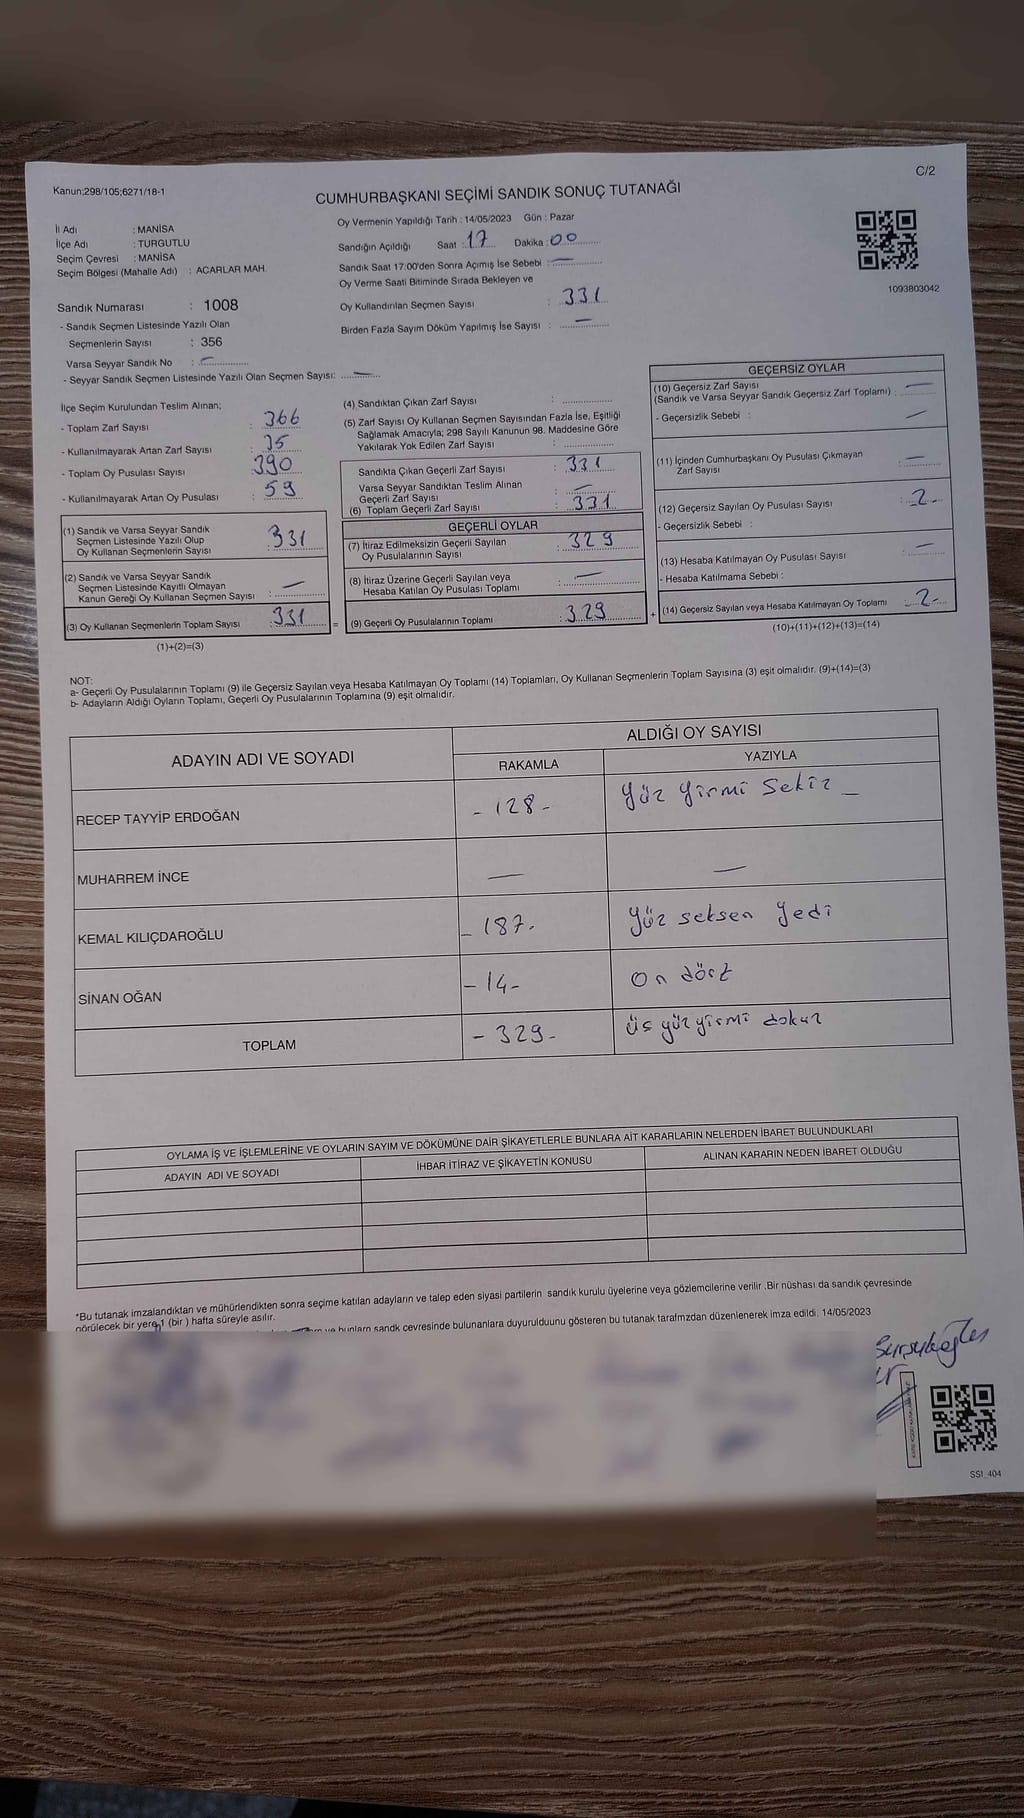 C/2
Kanun;298/105;6271/18-1
CUMHURBAŞKANI SEÇİMİ SANDIK SONUÇ TUTANAĞI
İl Adı : MANİSA
İlçe Adı : TURGUTLU
Seçim Çevresi : MANİSA
Seçim Bölgesi (Mahalle Adı) : ACARLAR MAH.
Sandık Numarası : 1008
- Sandık Seçmen Listesinde Yazılı Olan
Seçmenlerin Sayısı : 356
Varsa Seyyar Sandık No : —
- Seyyar Sandık Seçmen Listesinde Yazılı Olan Seçmen Sayısı: —
Oy Vermenin Yapıldığı Tarih : 14/05/2023 Gün : Pazar
Sandığın Açıldığı Saat : 17 Dakika : 00
Sandık Saat 17:00'den Sonra Açımış İse Sebebi : —
Oy Verme Saati Bitiminde Sırada Bekleyen ve
Oy Kullandırılan Seçmen Sayısı : 331
Birden Fazla Sayım Döküm Yapılmış İse Sayısı : —
1093803042
İlçe Seçim Kurulundan Teslim Alınan;
- Toplam Zarf Sayısı : 366
- Kullanılmayarak Artan Zarf Sayısı : 35
- Toplam Oy Pusulası Sayısı : 390
- Kullanılmayarak Artan Oy Pusulası : 59
(1) Sandık ve Varsa Seyyar Sandık
Seçmen Listesinde Yazılı Olup
Oy Kullanan Seçmenlerin Sayısı : 331
(2) Sandık ve Varsa Seyyar Sandık
Seçmen Listesinde Kayıtlı Olmayan
Kanun Gereği Oy Kullanan Seçmen Sayısı : —
(3) Oy Kullanan Seçmenlerin Toplam Sayısı : 331
(1)+(2)=(3)
(4) Sandıktan Çıkan Zarf Sayısı :
(5) Zarf Sayısı Oy Kullanan Seçmen Sayısından Fazla İse, Eşitliği
Sağlamak Amacıyla; 298 Sayılı Kanunun 98. Maddesine Göre
Yakılarak Yok Edilen Zarf Sayısı :
Sandıkta Çıkan Geçerli Zarf Sayısı : 331
Varsa Seyyar Sandıktan Teslim Alınan
Geçerli Zarf Sayısı : —
(6) Toplam Geçerli Zarf Sayısı : 331
GEÇERLİ OYLAR
(7) İtiraz Edilmeksizin Geçerli Sayılan
Oy Pusulalarının Sayısı : 329
(8) İtiraz Üzerine Geçerli Sayılan veya
Hesaba Katılan Oy Pusulası Toplamı : —
= (9) Geçerli Oy Pusulalarının Toplamı : 329
GEÇERSİZ OYLAR
(10) Geçersiz Zarf Sayısı
(Sandık ve Varsa Seyyar Sandık Geçersiz Zarf Toplamı) : —
- Geçersizlik Sebebi : —
(11) İçinden Cumhurbaşkanı Oy Pusulası Çıkmayan
Zarf Sayısı : —
(12) Geçersiz Sayılan Oy Pusulası Sayısı : 2-
- Geçersizlik Sebebi :
(13) Hesaba Katılmayan Oy Pusulası Sayısı : —
- Hesaba Katılmama Sebebi :
+ (14) Geçersiz Sayılan veya Hesaba Katılmayan Oy Toplamı : 2-
(10)+(11)+(12)+(13)=(14)
NOT:
a- Geçerli Oy Pusulalarının Toplamı (9) ile Geçersiz Sayılan veya Hesaba Katılmayan Oy Toplamı (14) Toplamları, Oy Kullanan Seçmenlerin Toplam Sayısına (3) eşit olmalıdır. (9)+(14)=(3)
b- Adayların Aldığı Oyların Toplamı, Geçerli Oy Pusulalarının Toplamına (9) eşit olmalıdır.
ADAYIN ADI VE SOYADI ALDIĞI OY SAYISI
RAKAMLA YAZIYLA
RECEP TAYYİP ERDOĞAN - 128 - Yüz Yirmi Sekiz —
MUHARREM İNCE — —
KEMAL KILIÇDAROĞLU - 187 - Yüz seksen Yedi
SİNAN OĞAN - 14 - On dört
TOPLAM - 329 - üç yüz yirmi dokuz
OYLAMA İŞ VE İŞLEMLERİNE VE OYLARIN SAYIM VE DÖKÜMÜNE DAİR ŞİKAYETLERLE BUNLARA AİT KARARLARIN NELERDEN İBARET BULUNDUKLARI
ADAYIN ADI VE SOYADI İHBAR İTİRAZ VE ŞİKAYETİN KONUSU ALINAN KARARIN NEDEN İBARET OLDUĞU
*Bu tutanak imzalandıktan ve mühürlendikten sonra seçime katılan adayların ve talep eden siyasi partilerin sandık kurulu üyelerine veya gözlemcilerine verilir .Bir nüshası da sandık çevresinde
görülecek bir yere 1 (bir ) hafta süreyle asılır.
ve bunların sandk çevresinde bulunanlara duyurulduunu gösteren bu tutanak tarafmzdan düzenlenerek imza edildi. 14/05/2023
SSI_404